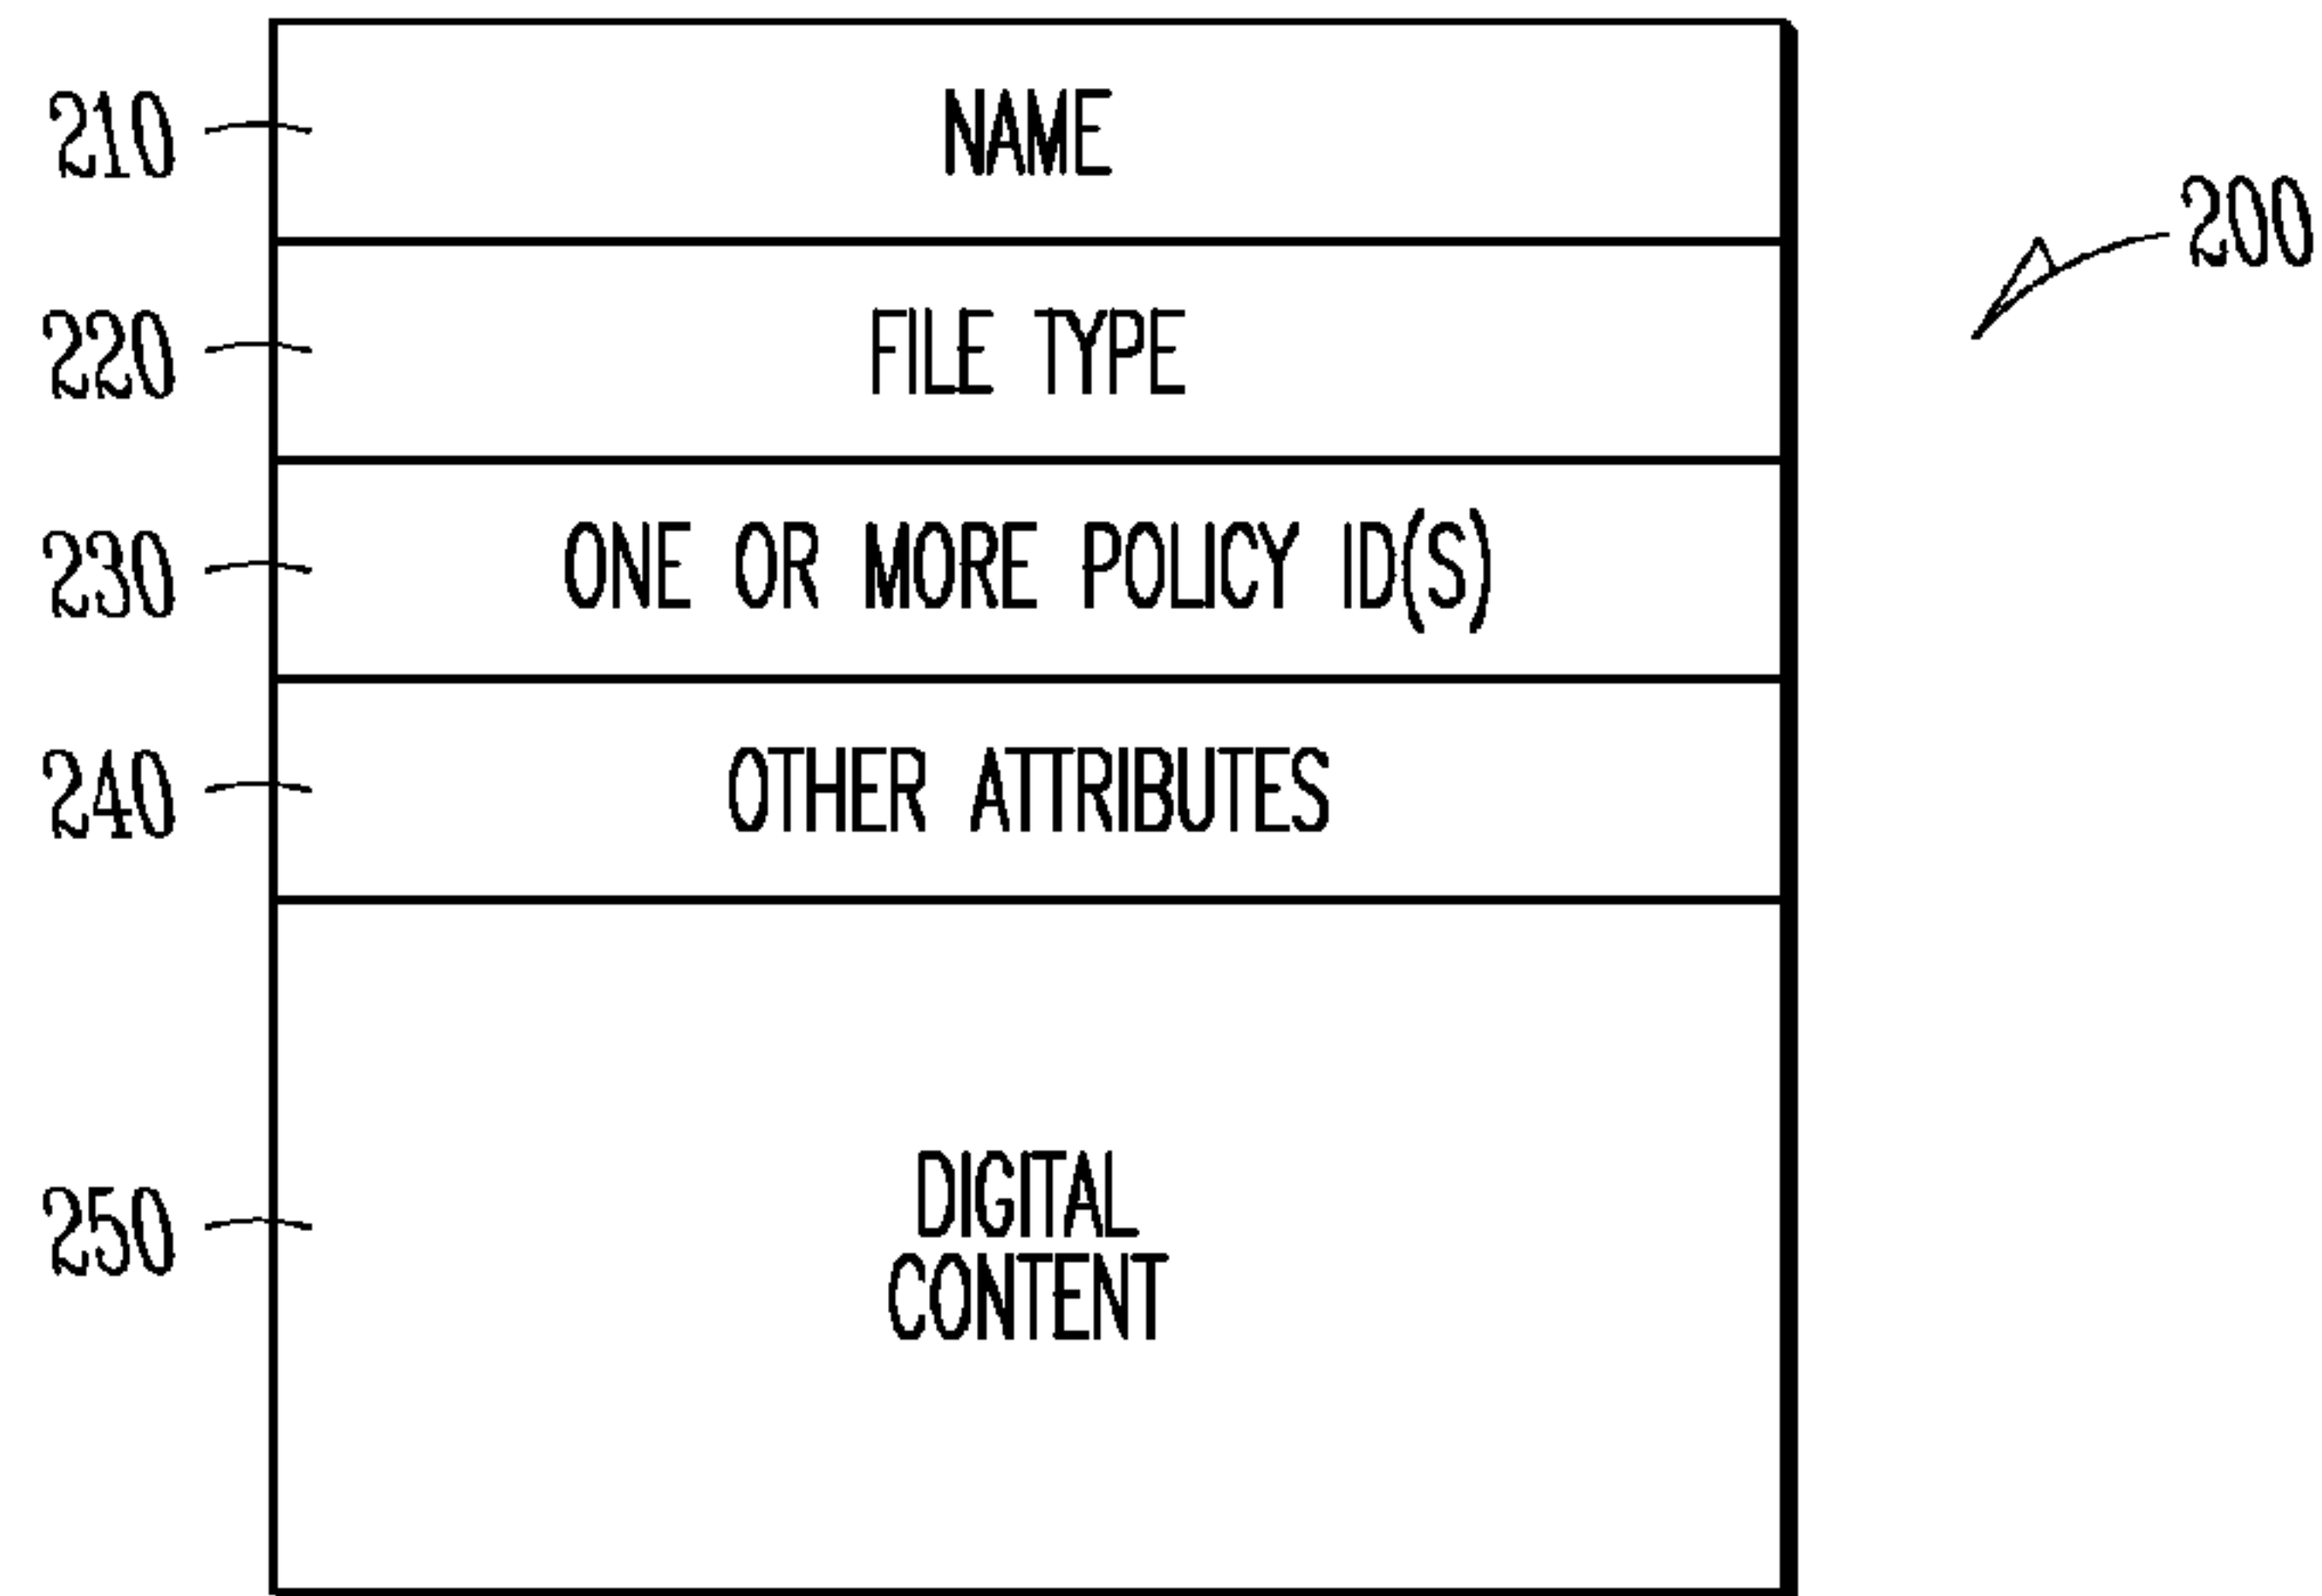 210 NAME
200
220 FILE TYPE
230 ONE OR MORE POLICY ID(S)
240 OTHER ATTRIBUTES
250 DIGITAL
CONTENT